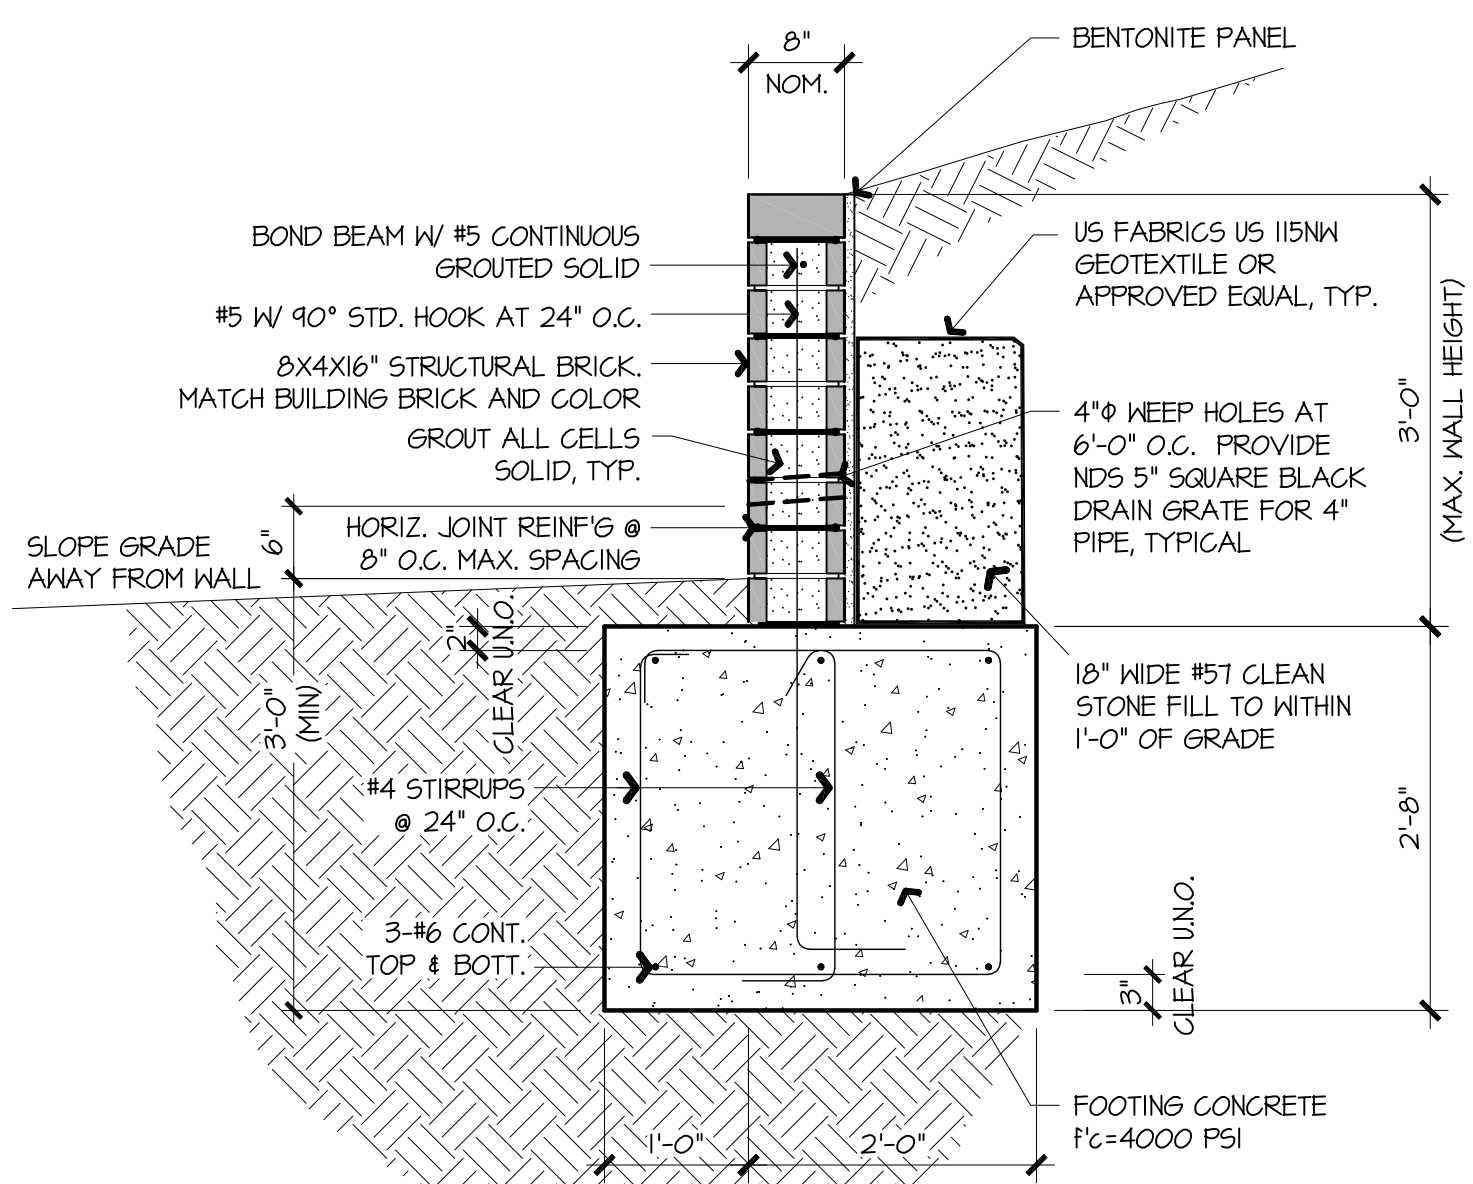 8"
NOM.
BENTONITE PANEL
BOND BEAM W/ #5 CONTINUOUS
GROUTED SOLID
#5 W/ 90° STD. HOOK AT 24" O.C.
8X4X16" STRUCTURAL BRICK.
MATCH BUILDING BRICK AND COLOR
GROUT ALL CELLS
SOLID, TYP.
HORIZ. JOINT REINF'G @
8" O.C. MAX. SPACING
6"
SLOPE GRADE
AWAY FROM WALL
US FABRICS US 115NW
GEOTEXTILE OR
APPROVED EQUAL, TYP.
4"Φ WEEP HOLES AT
6'-0" O.C.  PROVIDE
NDS 5" SQUARE BLACK
DRAIN GRATE FOR 4"
PIPE, TYPICAL
3'-0"
(MAX. WALL HEIGHT)
2"
CLEAR U.N.O.
3'-0"
(MIN)
18" WIDE #57 CLEAN
STONE FILL TO WITHIN
1'-0" OF GRADE
#4 STIRRUPS
@ 24" O.C.
2'-8"
3-#6 CONT.
TOP & BOTT.
3"
CLEAR U.N.O.
FOOTING CONCRETE
f'c=4000 PSI
1'-0"
2'-0"